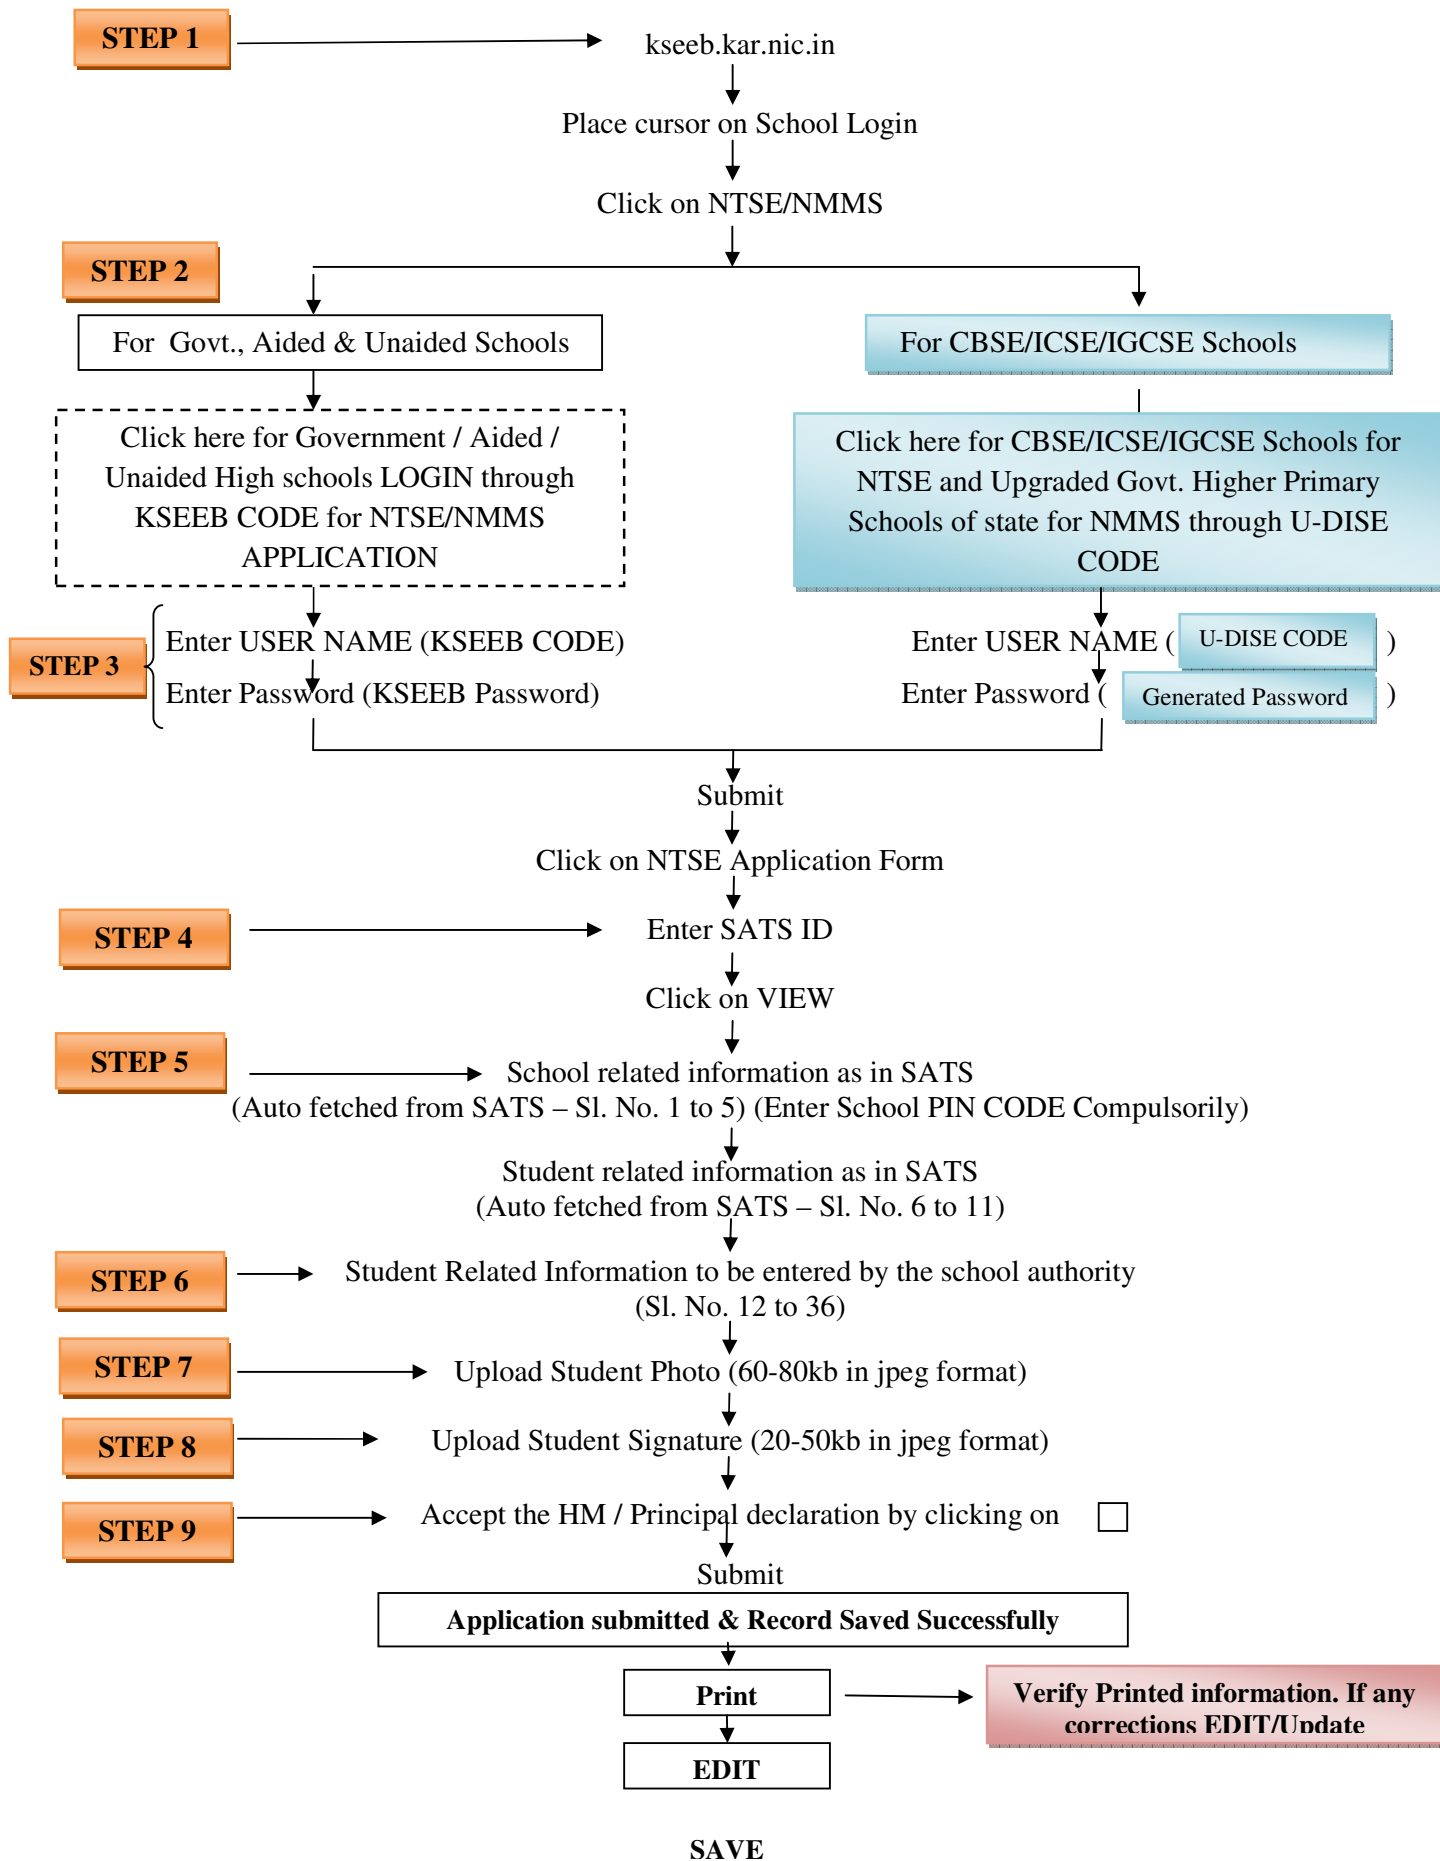 STEP 1
kseeb.kar.nic.in
Place cursor on School Login
Click on NTSE/NMMS
STEP 2
For Govt., Aided & Unaided Schools
For CBSE/ICSE/IGCSE Schools
Click here for Government / Aided /
Unaided High schools LOGIN through
KSEEB CODE for NTSE/NMMS
APPLICATION
Click here for CBSE/ICSE/IGCSE Schools for
NTSE and Upgraded Govt. Higher Primary
Schools of state for NMMS through U-DISE
CODE
STEP 3
Enter USER NAME (KSEEB CODE)
Enter Password (KSEEB Password)
Enter USER NAME ( U-DISE CODE )
Enter Password ( Generated Password )
Submit
Click on NTSE Application Form
STEP 4
Enter SATS ID
Click on VIEW
STEP 5
School related information as in SATS
(Auto fetched from SATS – Sl. No. 1 to 5) (Enter School PIN CODE Compulsorily)
Student related information as in SATS
(Auto fetched from SATS – Sl. No. 6 to 11)
STEP 6
Student Related Information to be entered by the school authority
(Sl. No. 12 to 36)
STEP 7
Upload Student Photo (60-80kb in jpeg format)
STEP 8
Upload Student Signature (20-50kb in jpeg format)
STEP 9
Accept the HM / Principal declaration by clicking on
Submit
Application submitted & Record Saved Successfully
Print
Verify Printed information. If any
corrections EDIT/Update
EDIT
SAVE